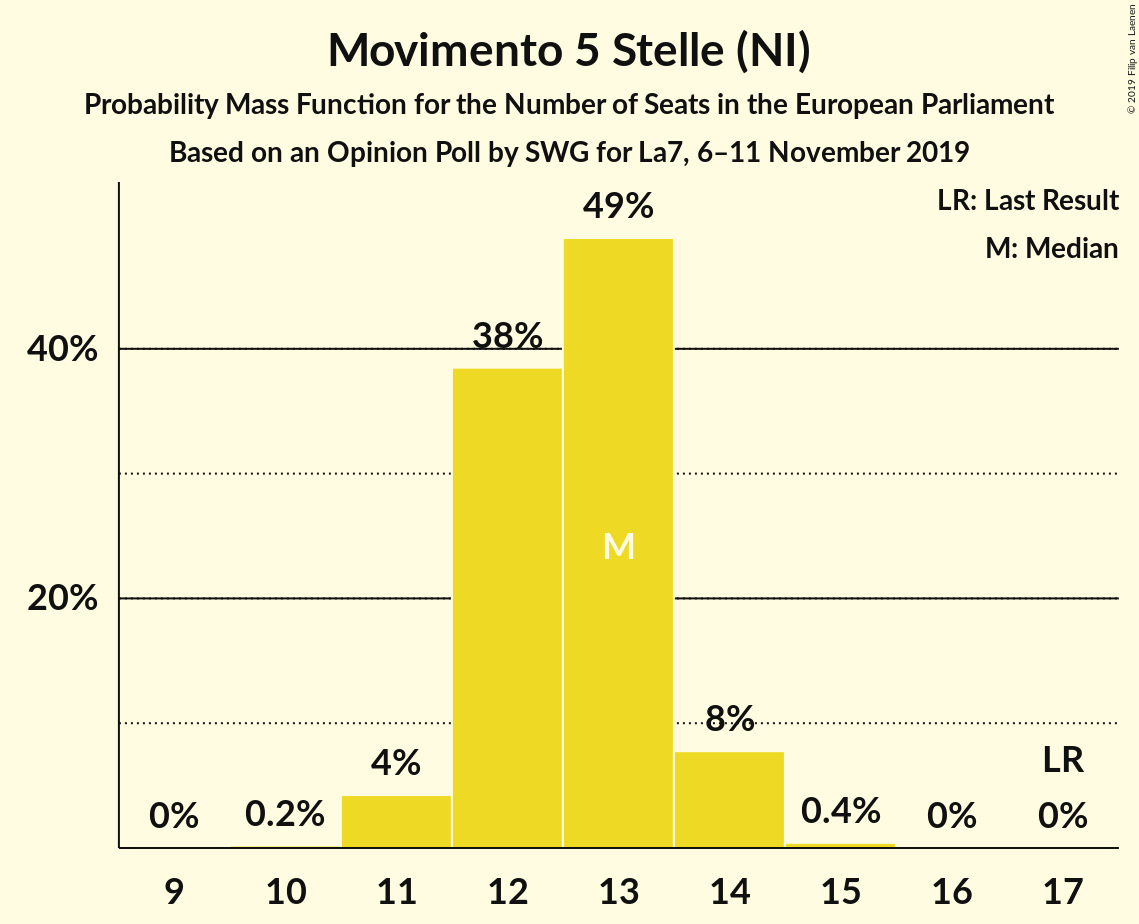 Movimento 5 Stelle (NI)
Probability Mass Function for the Number of Seats in the European Parliament
Based on an Opinion Poll by SWG for La7, 6–11 November 2019
© 2019 Filip van Laenen
LR: Last Result
M: Median
49%
38%
40%
M
20%
8%
4%
LR
0%
0.2%
0.4%
0%
0%
9 10 11 12 13 14 15 16 17